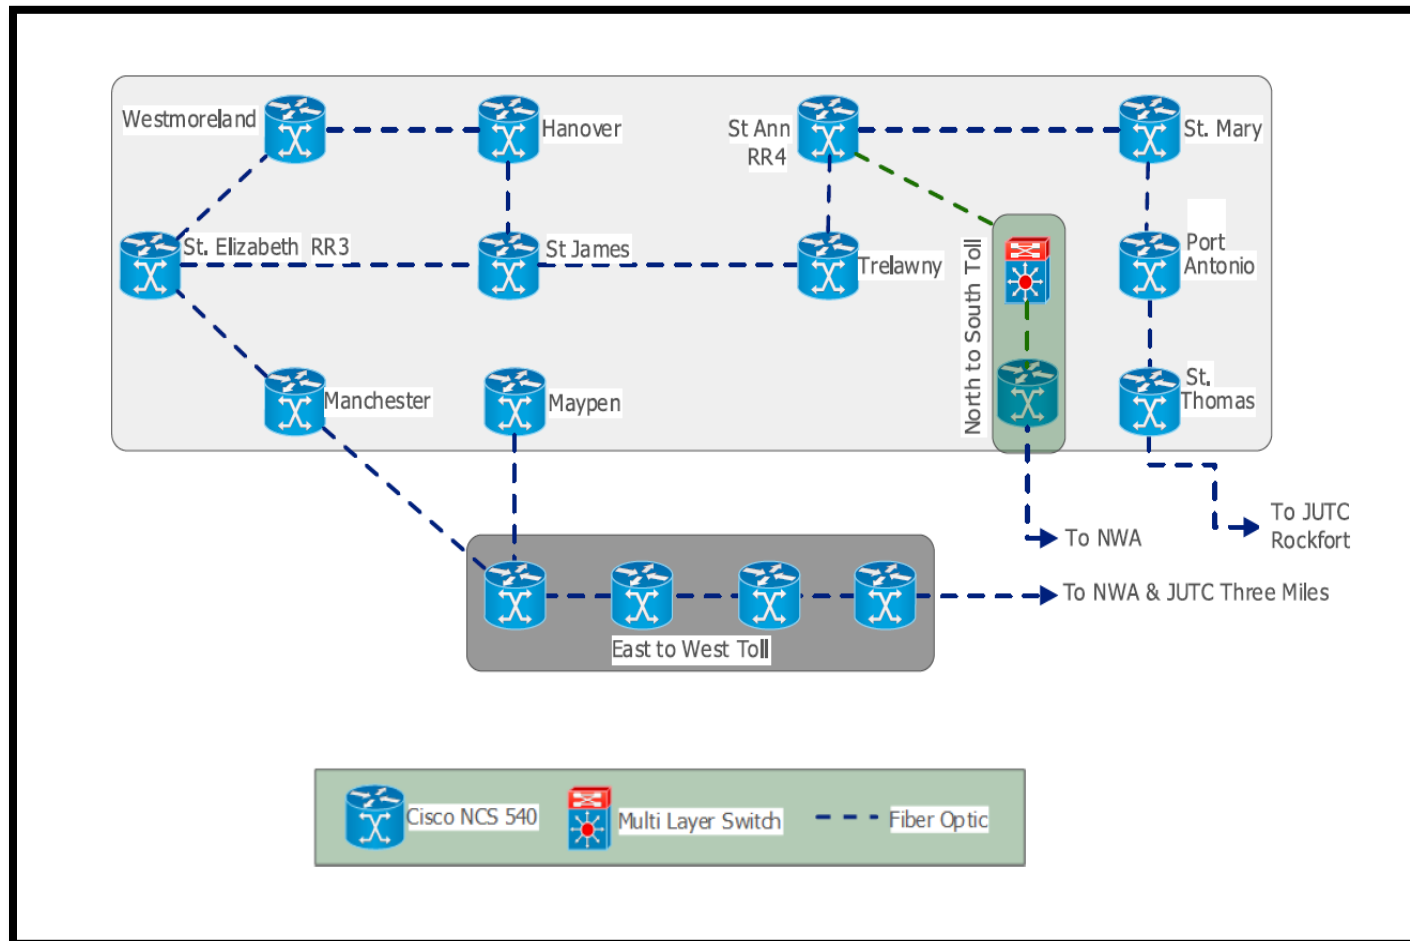 Westmoreland
Hanover
St Ann
RR4
St. Mary
St. Elizabeth RR3
St James
Trelawny
North to South Toll
Port
Antonio
Manchester
Maypen
St.
Thomas
To NWA
To JUTC
Rockfort
To NWA & JUTC Three Miles
East to West Toll
Cisco NCS 540
Multi Layer Switch
Fiber Optic